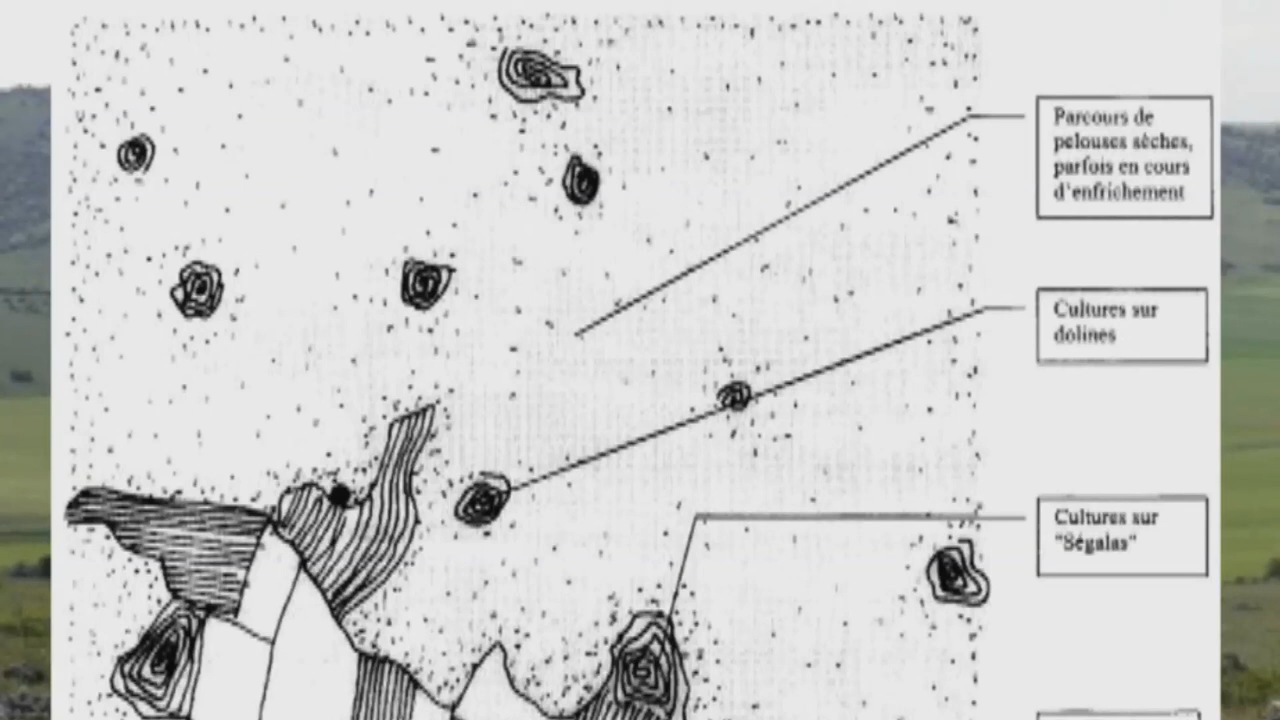 Parcours de
pelouses sèches,
parfois en cours
d'enfrichement
Cultures sur
dolines
Cultures sur
"Ségalas"